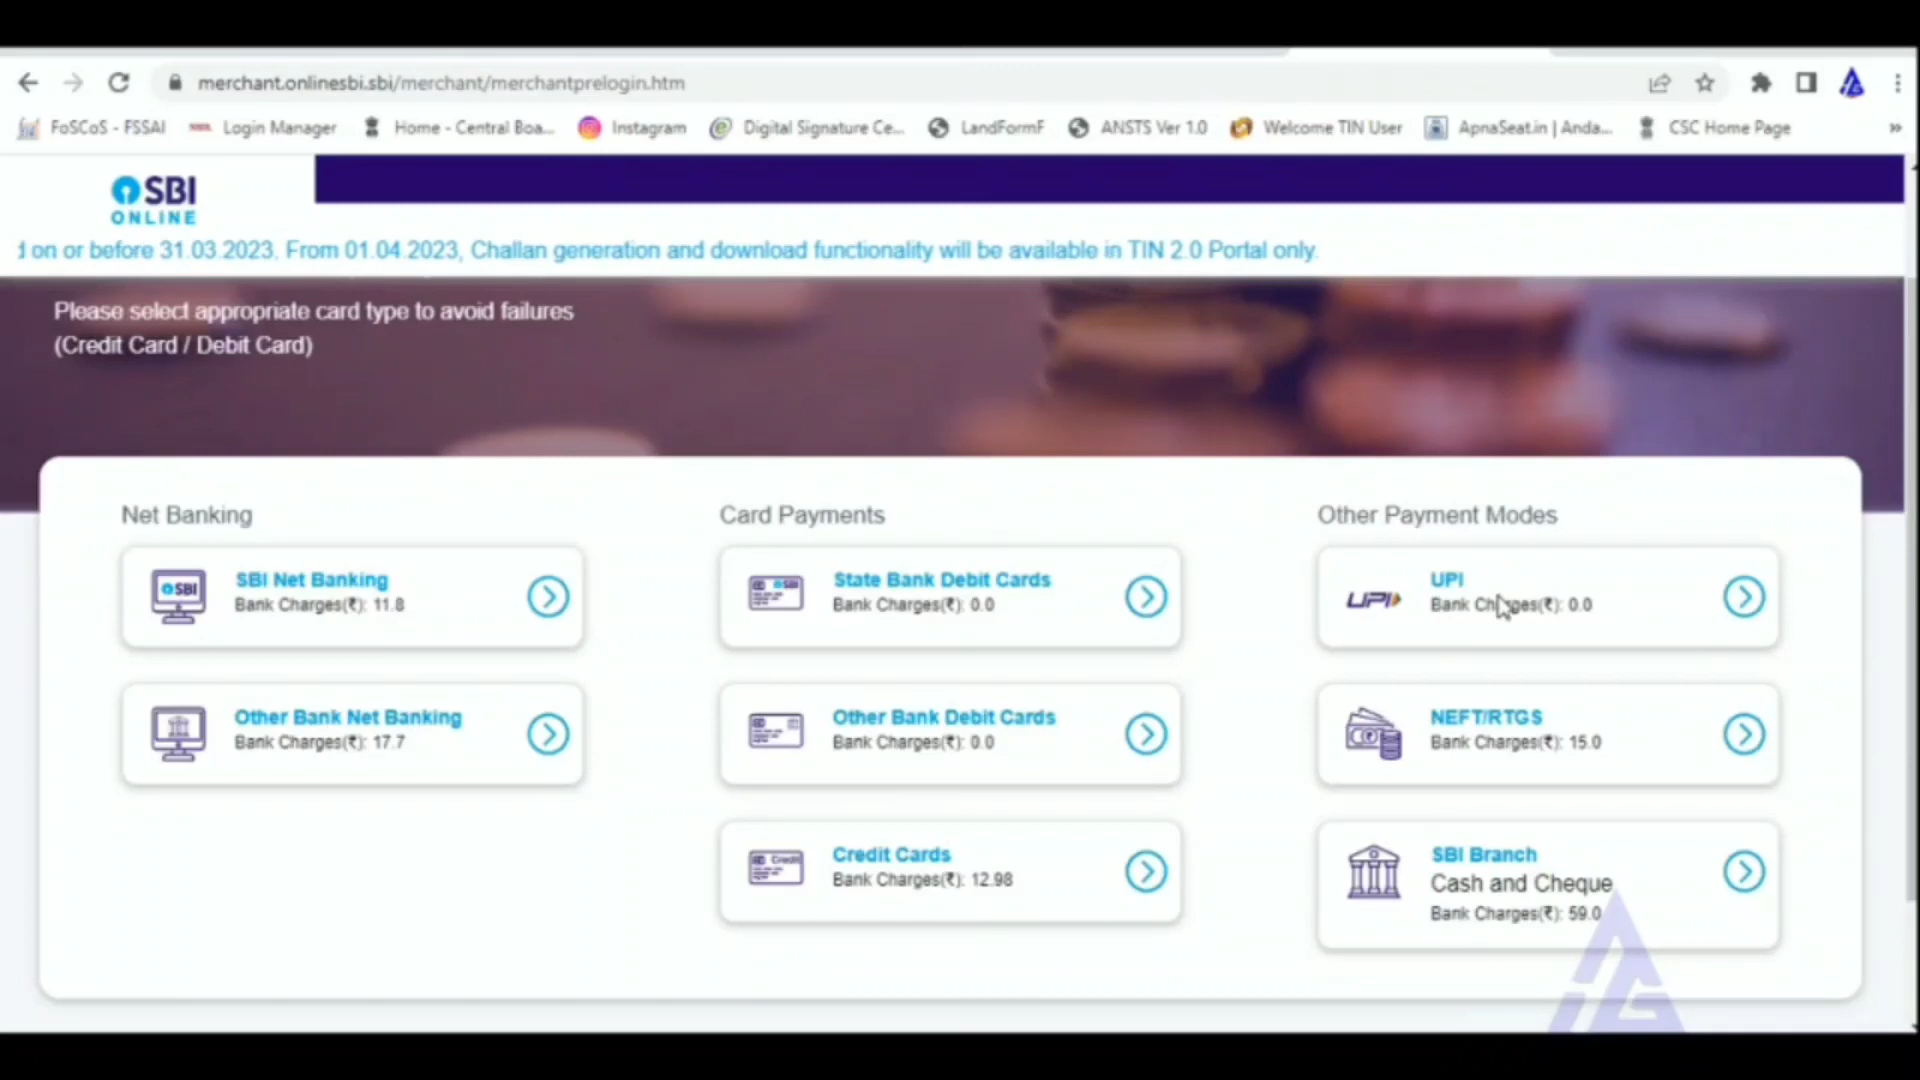 merchant.onlinesbi.sbi/merchant/merchantprelogin.htm
FoSCoS - FSSAI Login Manager Home - Central Boa... Instagram Digital Signature Ce... LandFormF ANSTS Ver 1.0 Welcome TIN User ApnaSeat.in | Anda... CSC Home Page »
SBI
ONLINE
on or before 31.03.2023. From 01.04.2023, Challan generation and download functionality will be available in TIN 2.0 Portal only.
Please select appropriate card type to avoid failures
(Credit Card / Debit Card)
Net Banking
SBI
SBI Net Banking
Bank Charges(₹): 11.8
Other Bank Net Banking
Bank Charges(₹): 17.7
Card Payments
SBI
State Bank Debit Cards
Bank Charges(₹): 0.0
Other Bank Debit Cards
Bank Charges(₹): 0.0
Credit
Credit Cards
Bank Charges(₹): 12.98
Other Payment Modes
UPI
UPI
Bank Charges(₹): 0.0
NEFT/RTGS
Bank Charges(₹): 15.0
SBI Branch
Cash and Cheque
Bank Charges(₹): 59.0